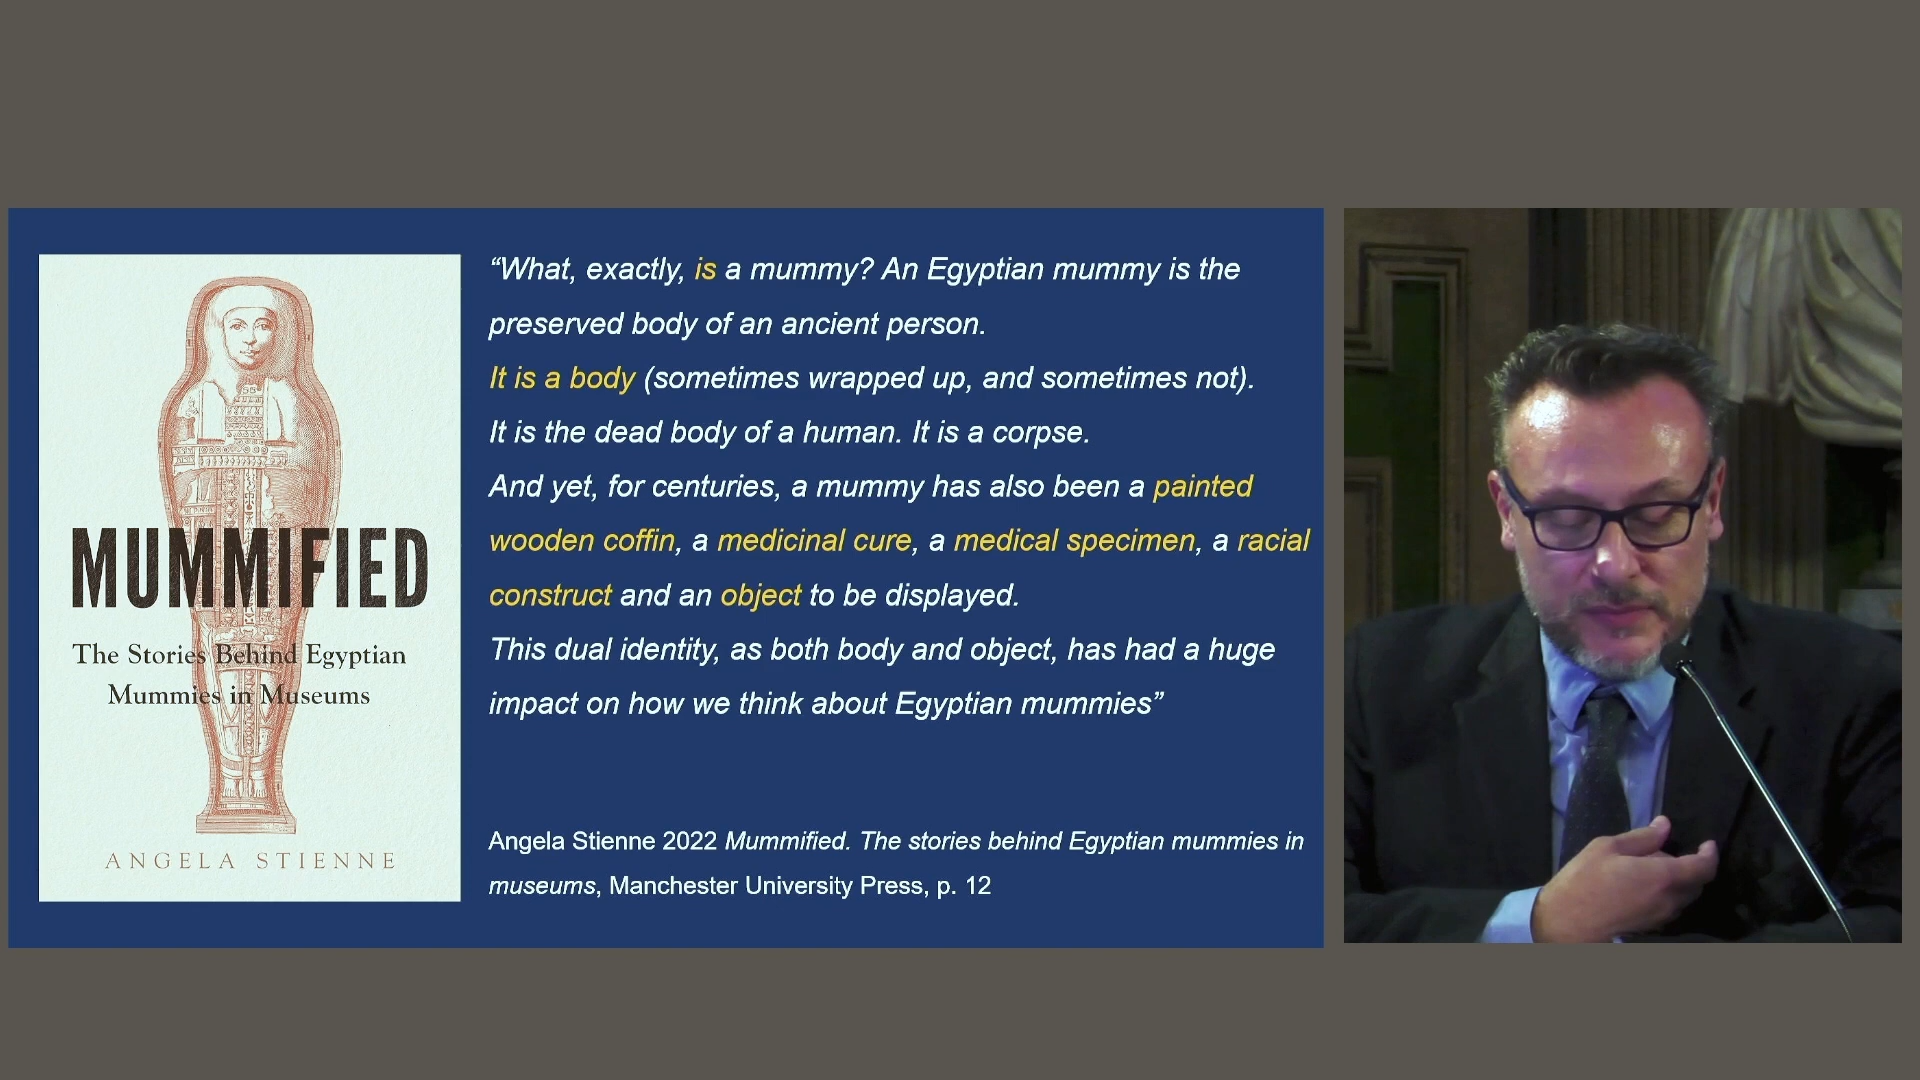 MUMMIFIED
The Stories Behind Egyptian
Mummies in Museums
ANGELA STIENNE
“What, exactly, is a mummy? An Egyptian mummy is the
preserved body of an ancient person.
It is a body (sometimes wrapped up, and sometimes not).
It is the dead body of a human. It is a corpse.
And yet, for centuries, a mummy has also been a painted
wooden coffin, a medicinal cure, a medical specimen, a racial
construct and an object to be displayed.
This dual identity, as both body and object, has had a huge
impact on how we think about Egyptian mummies”
Angela Stienne 2022 Mummified. The stories behind Egyptian mummies in
museums, Manchester University Press, p. 12